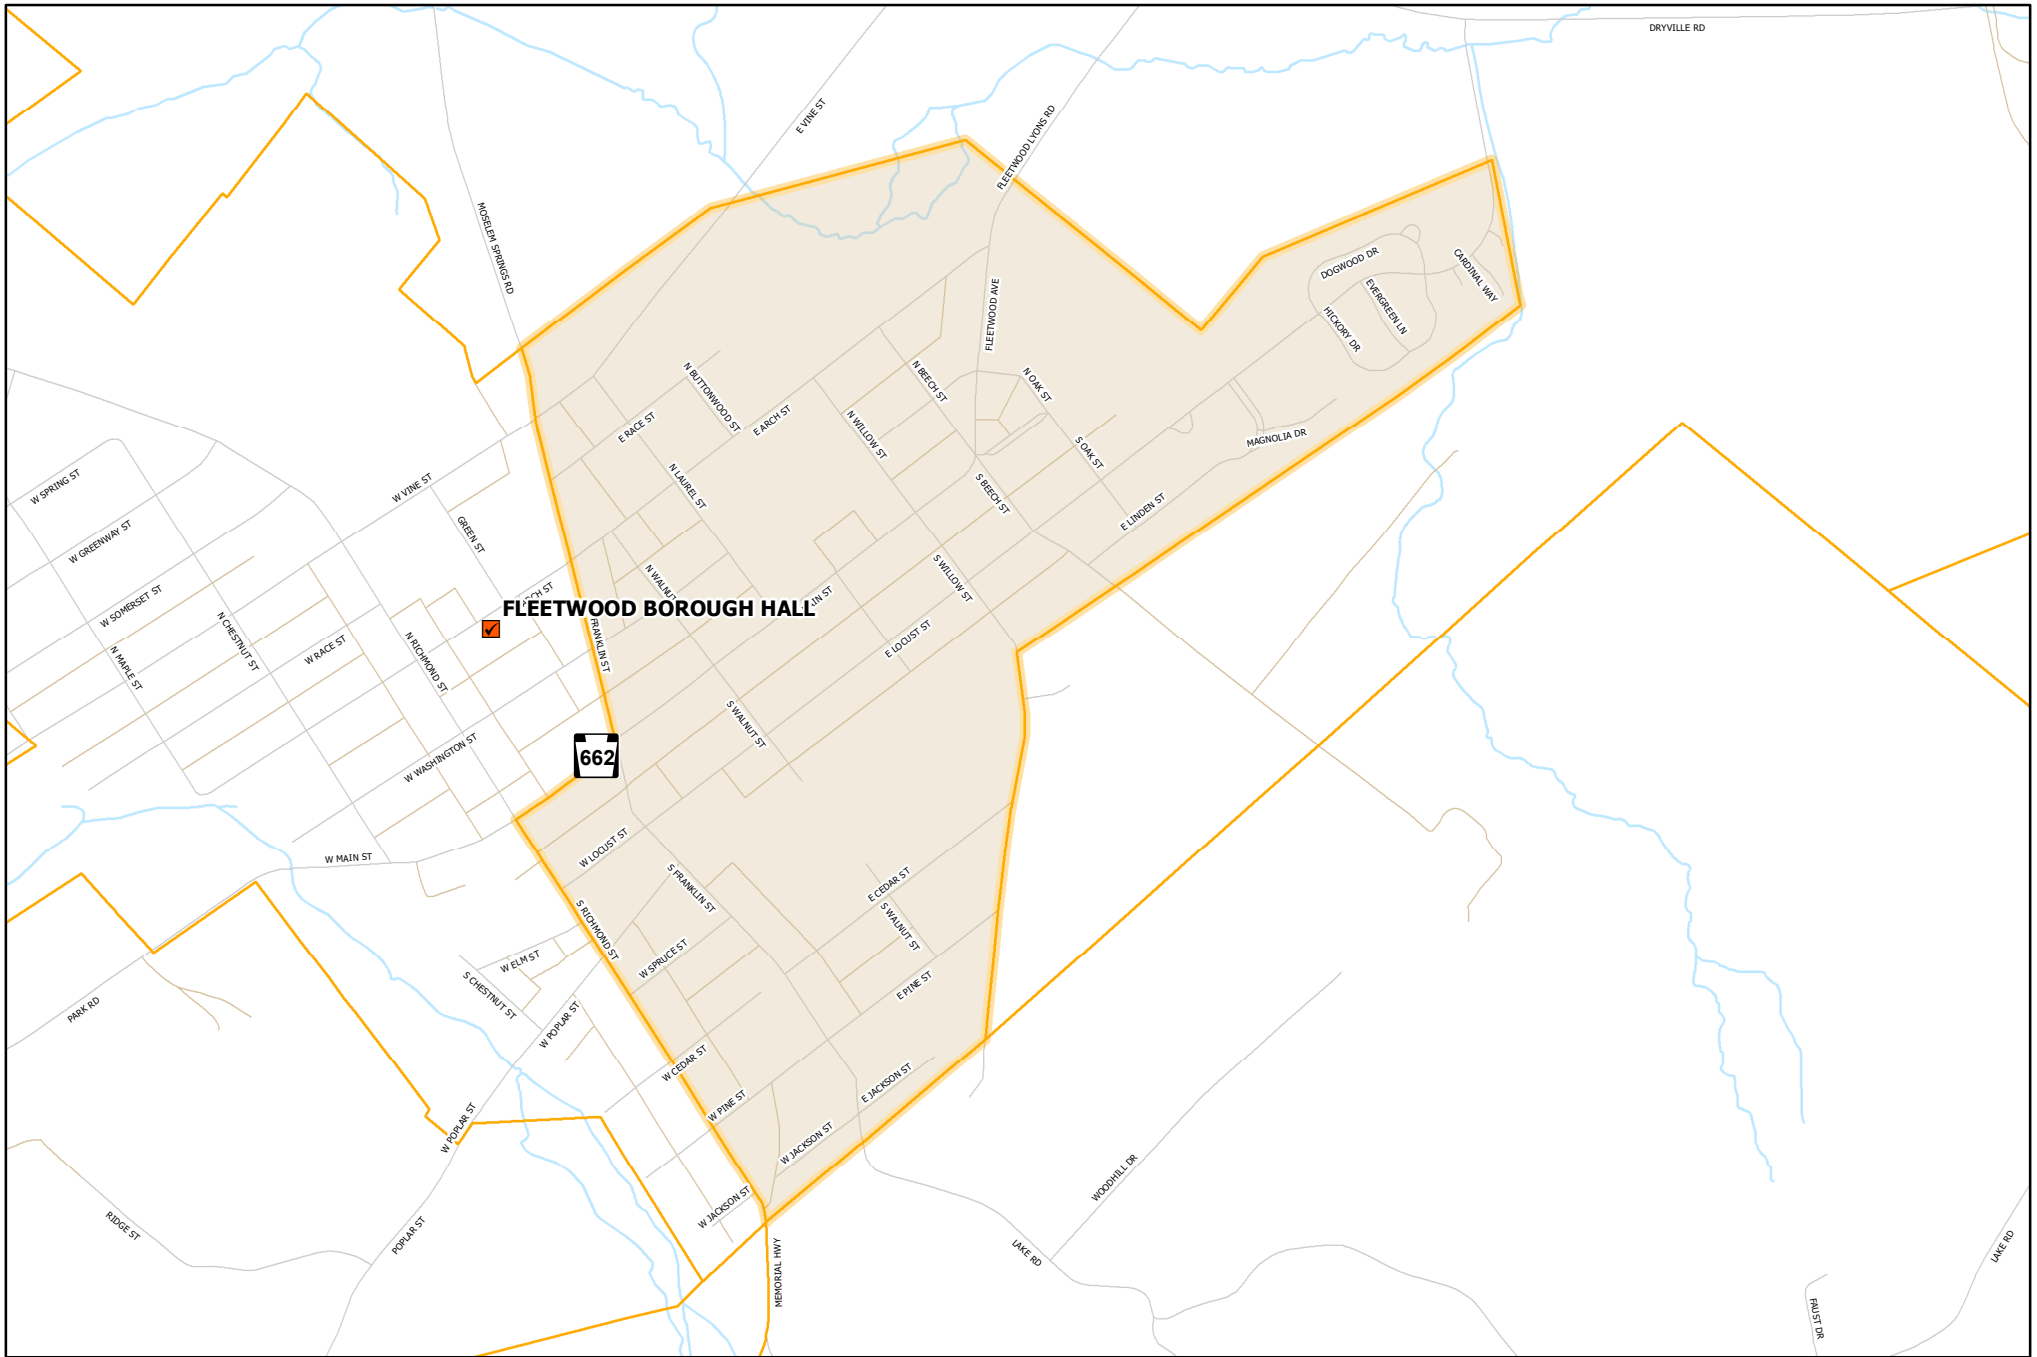 DRYVILLE RD
E VINE ST
FLEETWOOD LYONS RD
MOSELEM SPRINGS RD
DOGWOOD DR
CARDINAL WAY
EVERGREEN LN
HICKORY DR
FLEETWOOD AVE
N BUTTONWOOD ST
N BEECH ST
N OAK ST
E RACE ST
E ARCH ST
N WILLOW ST
MAGNOLIA DR
S OAK ST
W SPRING ST
W VINE ST
N LAUREL ST
S BEECH ST
E LINDEN ST
GREEN ST
W GREENWAY ST
S WILLOW ST
N WALNUT
W SOMERSET ST
ARCH ST
IN ST
FLEETWOOD BOROUGH HALL
N CHESTNUT ST
FRANKLIN ST
E LOCUST ST
W RACE ST
N RICHMOND ST
N MAPLE ST
S WALNUT ST
W WASHINGTON ST
662
W MAIN ST
W LOCUST ST
S FRANKLIN ST
E CEDAR ST
S WALNUT ST
S RICHMOND ST
W SPRUCE ST
W ELM ST
S CHESTNUT ST
E PINE ST
PARK RD
W POPLAR ST
W CEDAR ST
E JACKSON ST
W PINE ST
W POPLAR ST
W JACKSON ST
WOODHILL DR
W JACKSON ST
RIDGE ST
POPLAR ST
MEMORIAL HWY
LAKE RD
LAKE RD
FAUST DR